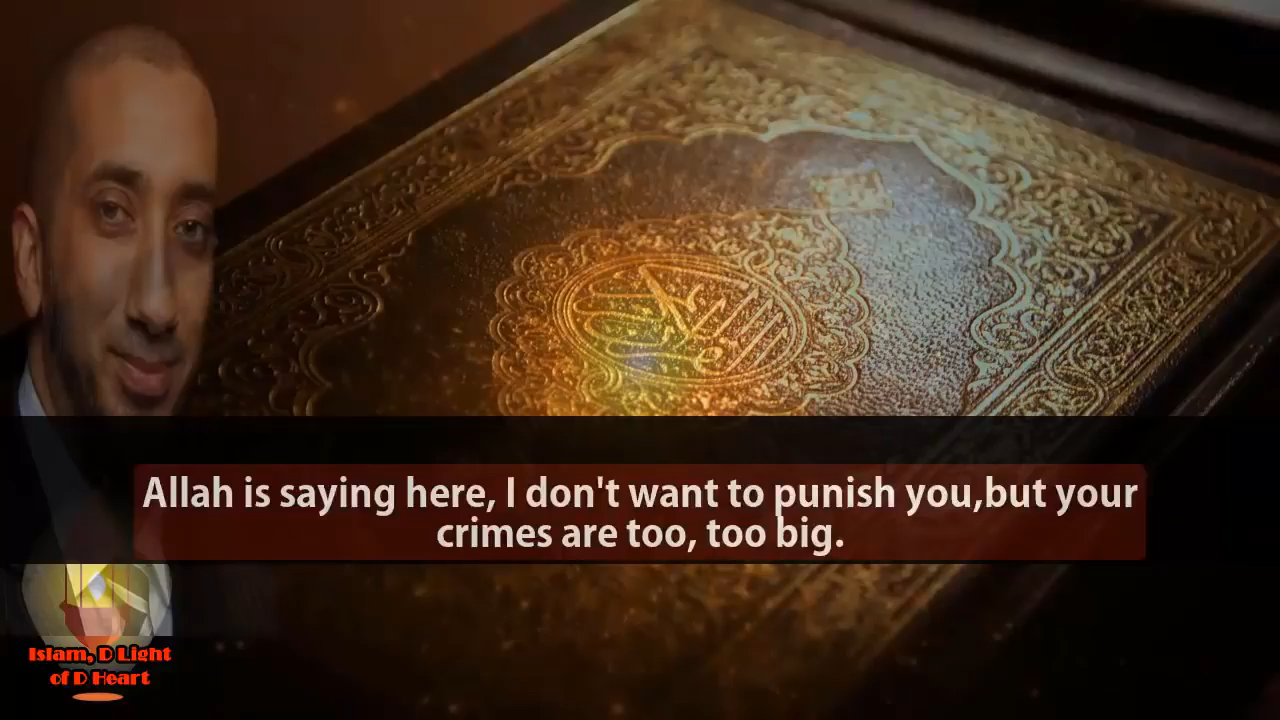 Allah is saying here, I don't want to punish you,but your
crimes are too, too big.
Islam, D Light
of D Heart